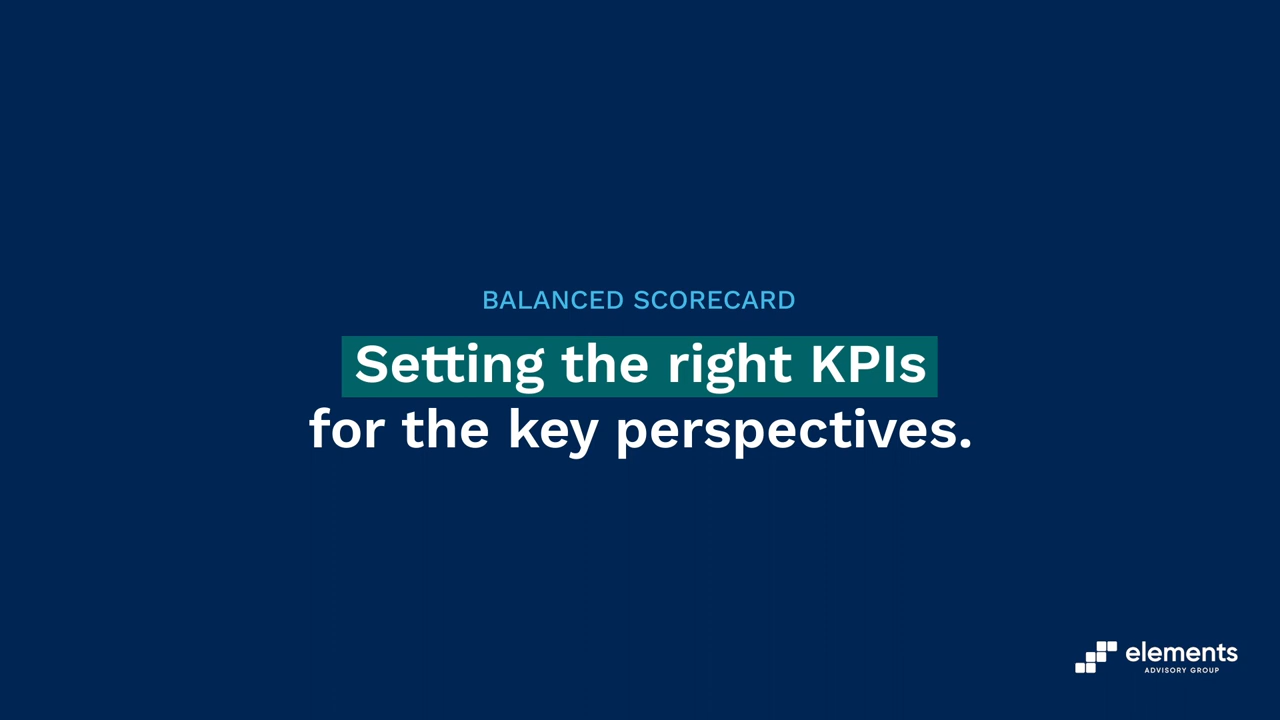 BALANCED SCORECARD
Setting the right KPIs
for the key perspectives.
elements
ADVISORY GROUP